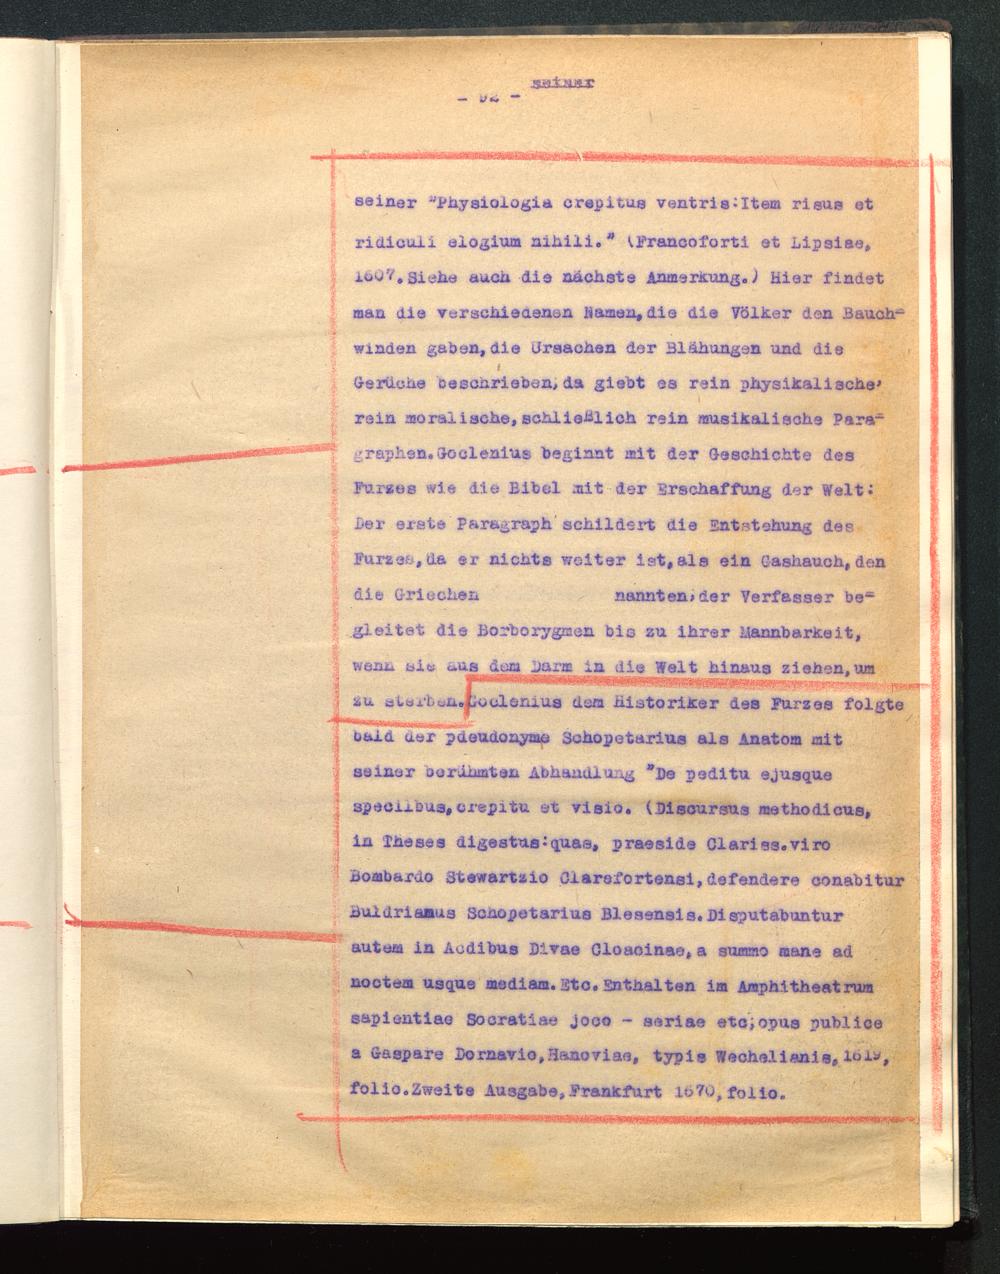 seiner
- 92 -
seiner "Physiologia crepitus ventris:Item risus et
ridiculi elogium nihili." (Francoforti et Lipsiae,
1607.Siehe auch die nächste Anmerkung.) Hier findet
man die verschiedenen Namen,die die Völker den Bauch=
winden gaben,die Ursachen der Blähungen und die
Gerüche beschrieben;da giebt es rein physikalische,
rein moralische,schließlich rein musikalische Para=
graphen.Goclenius beginnt mit der Geschichte des
Furzes wie die Bibel mit der Erschaffung der Welt:
Der erste Paragraph schildert die Entstehung des
Furzes,da er nichts weiter ist,als ein Gashauch,den
die Griechen nannten;der Verfasser be=
gleitet die Borborygmen bis zu ihrer Mannbarkeit,
wenn sie aus dem Darm in die Welt hinaus ziehen,um
zu sterben.Goclenius dem Historiker des Furzes folgte
bald der pdeudonyme Schopetarius als Anatom mit
seiner berühmten Abhandlung "De peditu ejusque
speciibus,crepitu et visio. (Discursus methodicus,
in Theses digestus:quas, praeside Clariss.viro
Bombardo Stewartzio Clarefortensi,defendere conabitur
Buldrianus Schopetarius Blesensis.Disputabuntur
autem in Aedibus Divae Cloacinae,a summo mane ad
noctem usque mediam.Etc.Enthalten im Amphitheatrum
sapientiae Socratiae joco - seriae etc;opus publice
a Gaspare Dornavio,Hanoviae, typis Wechelianis,1619,
folio.Zweite Ausgabe,Frankfurt 1670,folio.